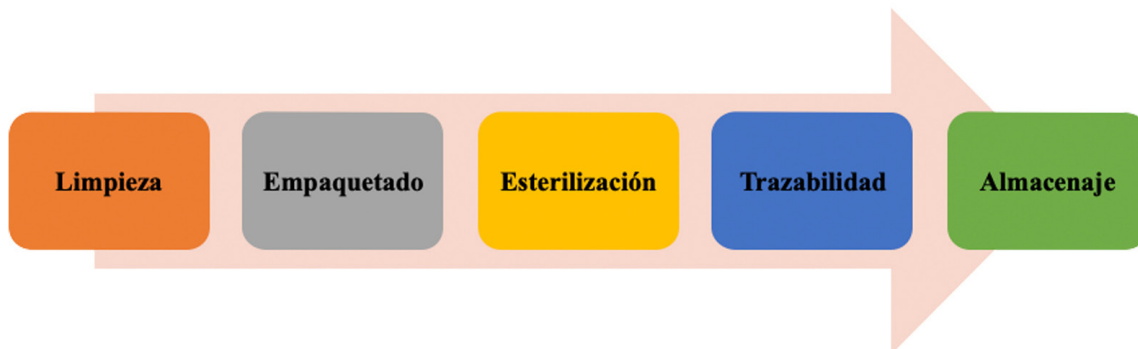 Limpieza
Empaquetado
Esterilización
Trazabilidad
Almacenaje